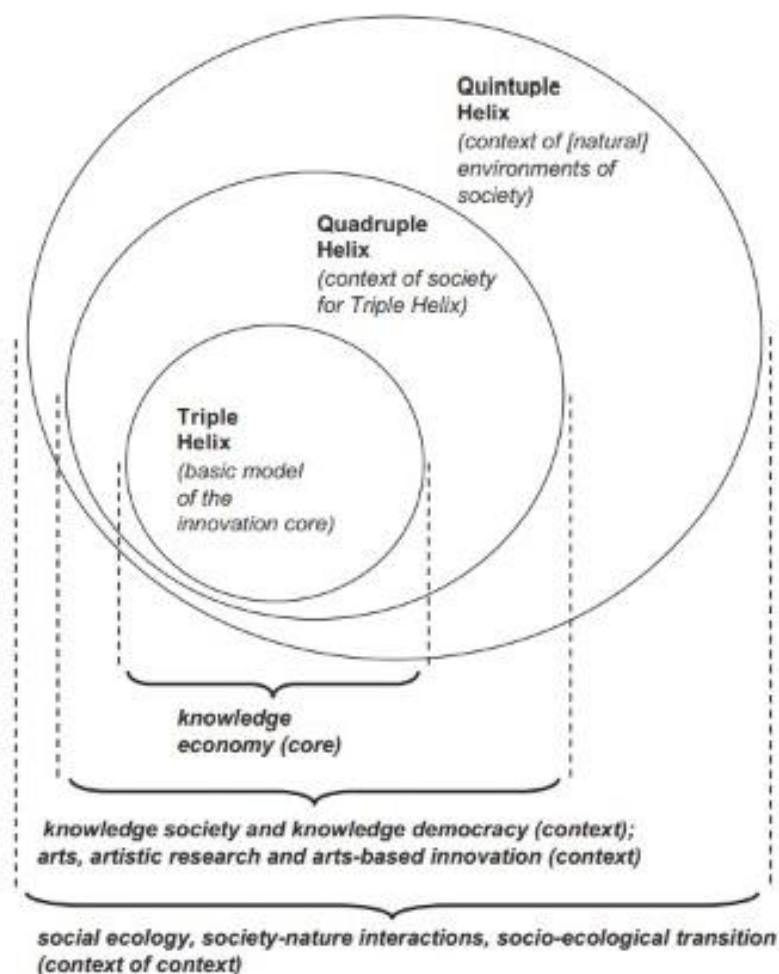 Quintuple
Helix
(context of [natural]
environments of
society)
Quadruple
Helix
(context of society
for Triple Helix)
Triple
Helix
(basic model
of the
innovation core)
knowledge
economy (core)
knowledge society and knowledge democracy (context);
arts, artistic research and arts-based innovation (context)
social ecology, society-nature interactions, socio-ecological transition
(context of context)